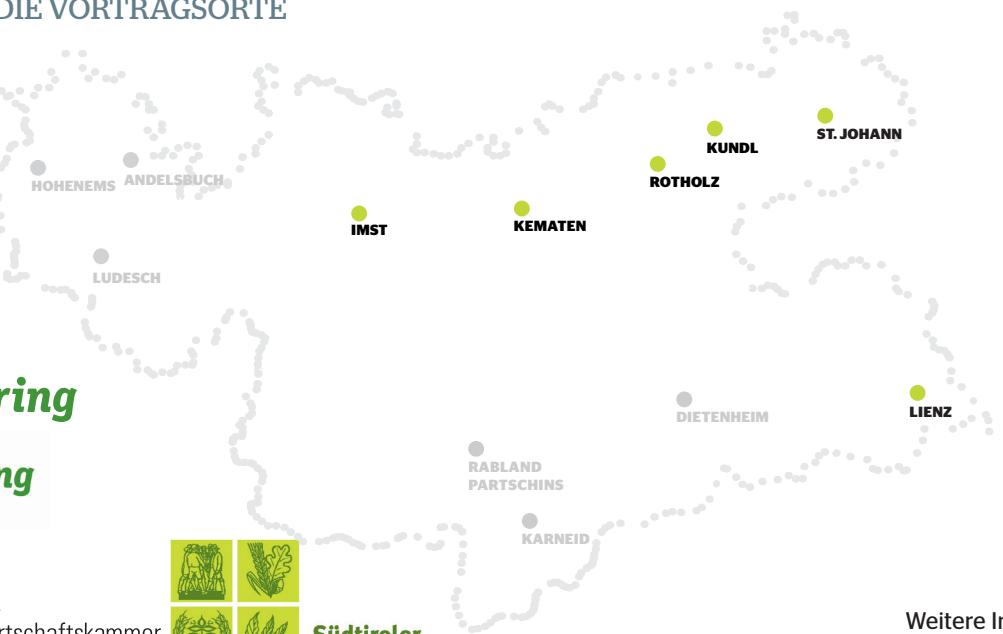 DIE VORTRAGSORTE
ST. JOHANN
KUNDL
ROTHOLZ
HOHENEMS
ANDELSBUCH
IMST
KEMATEN
LUDESCH
ring
DIETENHEIM
LIENZ
ng
RABLAND
PARTSCHINS
KARNEID
rtschaftskammer
Südtiroler
Weitere In